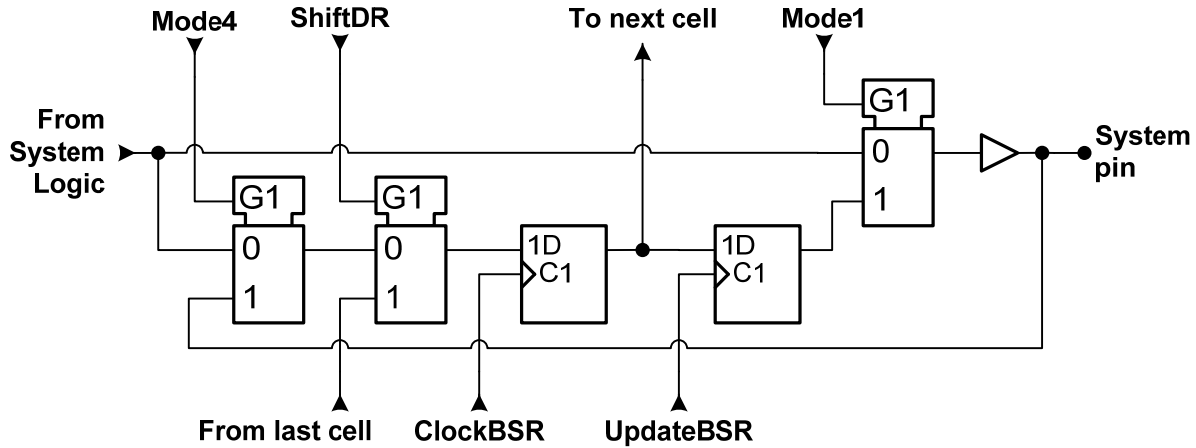 Mode4
ShiftDR
To next cell
Mode1
From
System
Logic
G1
0
1
System
pin
G1
0
1
G1
0
1
1D
C1
1D
C1
From last cell
ClockBSR
UpdateBSR